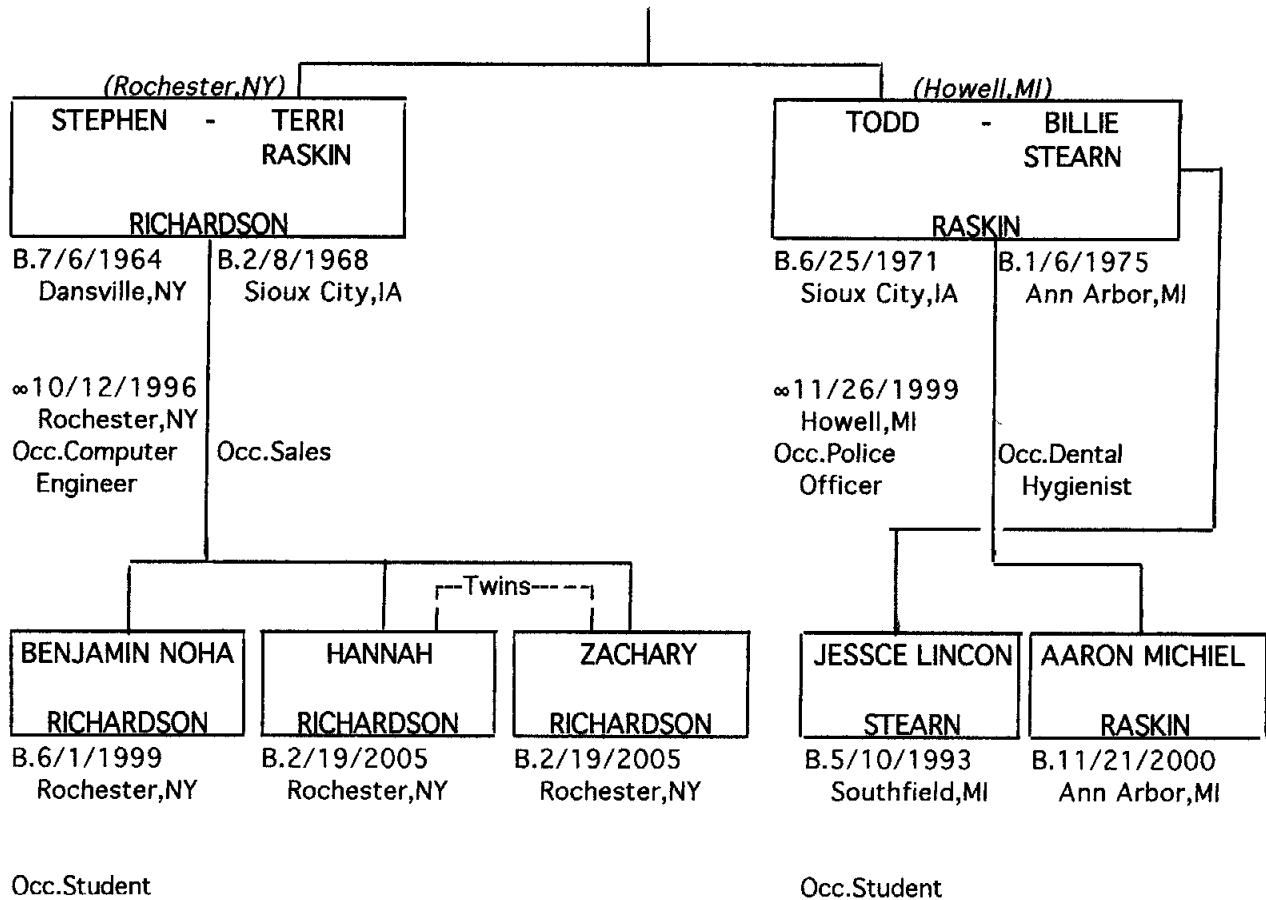 (Rochester,NY)
STEPHEN - TERRI
RASKIN
RICHARDSON
B.7/6/1964 B.2/8/1968
Dansville,NY Sioux City,IA
∞10/12/1996
Rochester,NY
Occ.Computer Occ.Sales
Engineer
(Howell,MI)
TODD - BILLIE
STEARN
RASKIN
B.6/25/1971 B.1/6/1975
Sioux City,IA Ann Arbor,MI
∞11/26/1999
Howell,MI
Occ.Police Occ.Dental
Officer Hygienist
---Twins-----
BENJAMIN NOHA
RICHARDSON
B.6/1/1999
Rochester,NY
Occ.Student
HANNAH
RICHARDSON
B.2/19/2005
Rochester,NY
ZACHARY
RICHARDSON
B.2/19/2005
Rochester,NY
JESSCE LINCON
STEARN
B.5/10/1993
Southfield,MI
Occ.Student
AARON MICHIEL
RASKIN
B.11/21/2000
Ann Arbor,MI